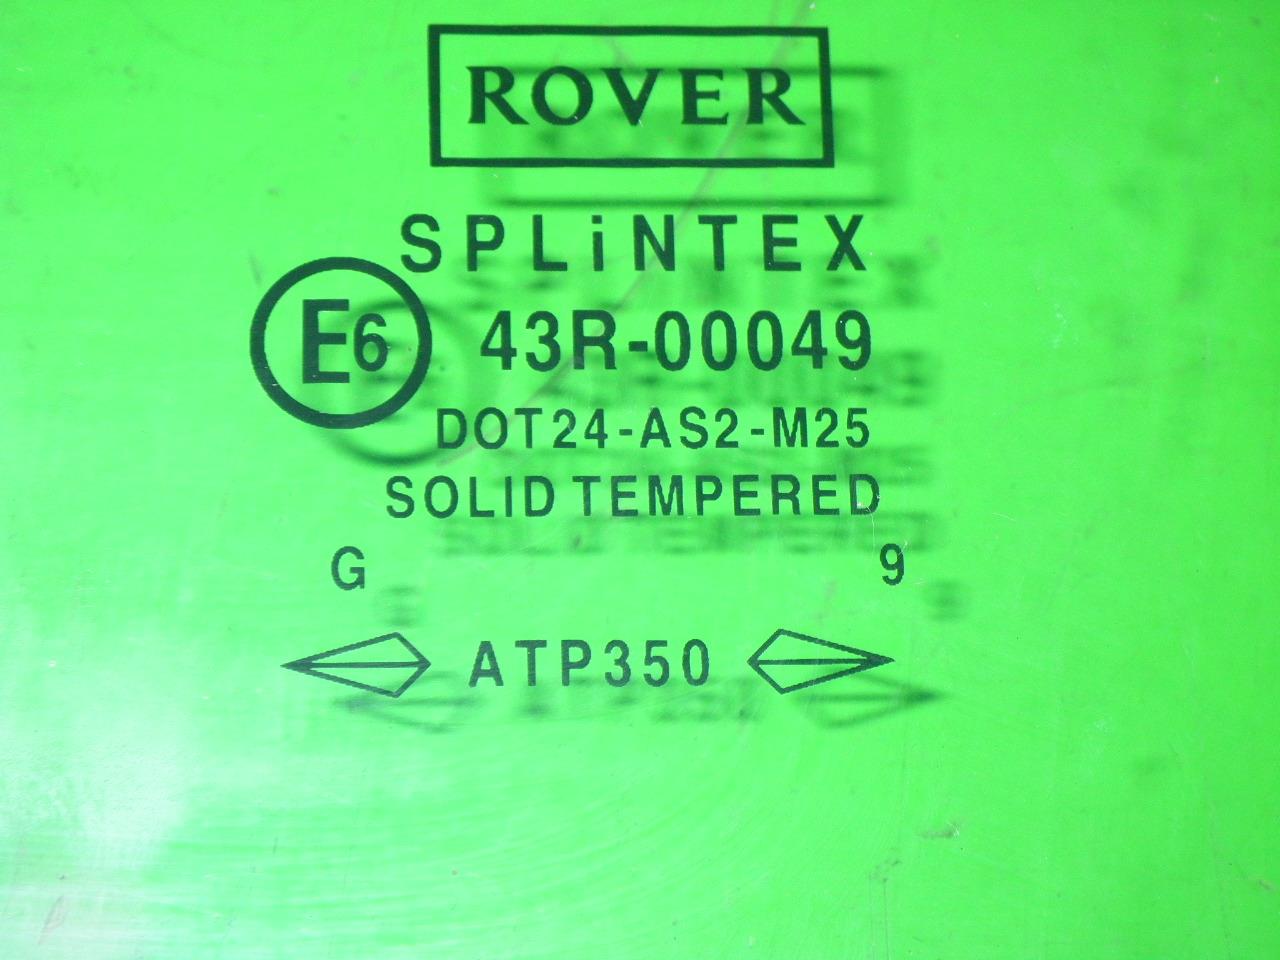 ROVER
SPLiNTEX
E6 43R-00049
DOT24-AS2-M25
SOLID TEMPERED
G 9
ATP350